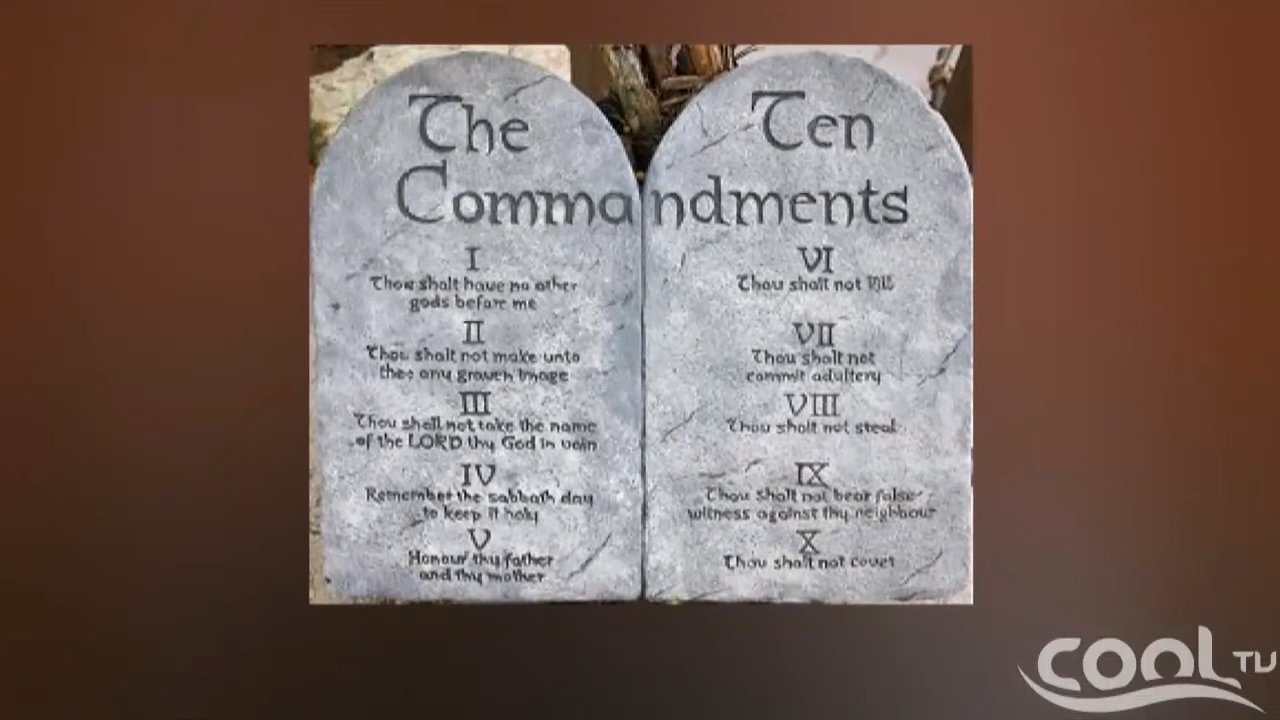 The Ten
Commandments
I
Thou shalt have no other
gods before me
II
Thou shalt not make unto
thee any graven image
III
Thou shall not take the name
of the LORD thy God in vain
IV
Remember the sabbath day
to keep it holy
V
Honour thy father
and thy mother
VI
Thou shalt not kill
VII
Thou shalt not
commit adultery
VIII
Thou shalt not steal
IX
Thou shalt not bear false
witness against thy neighbour
X
Thou shalt not covet
COOL TV